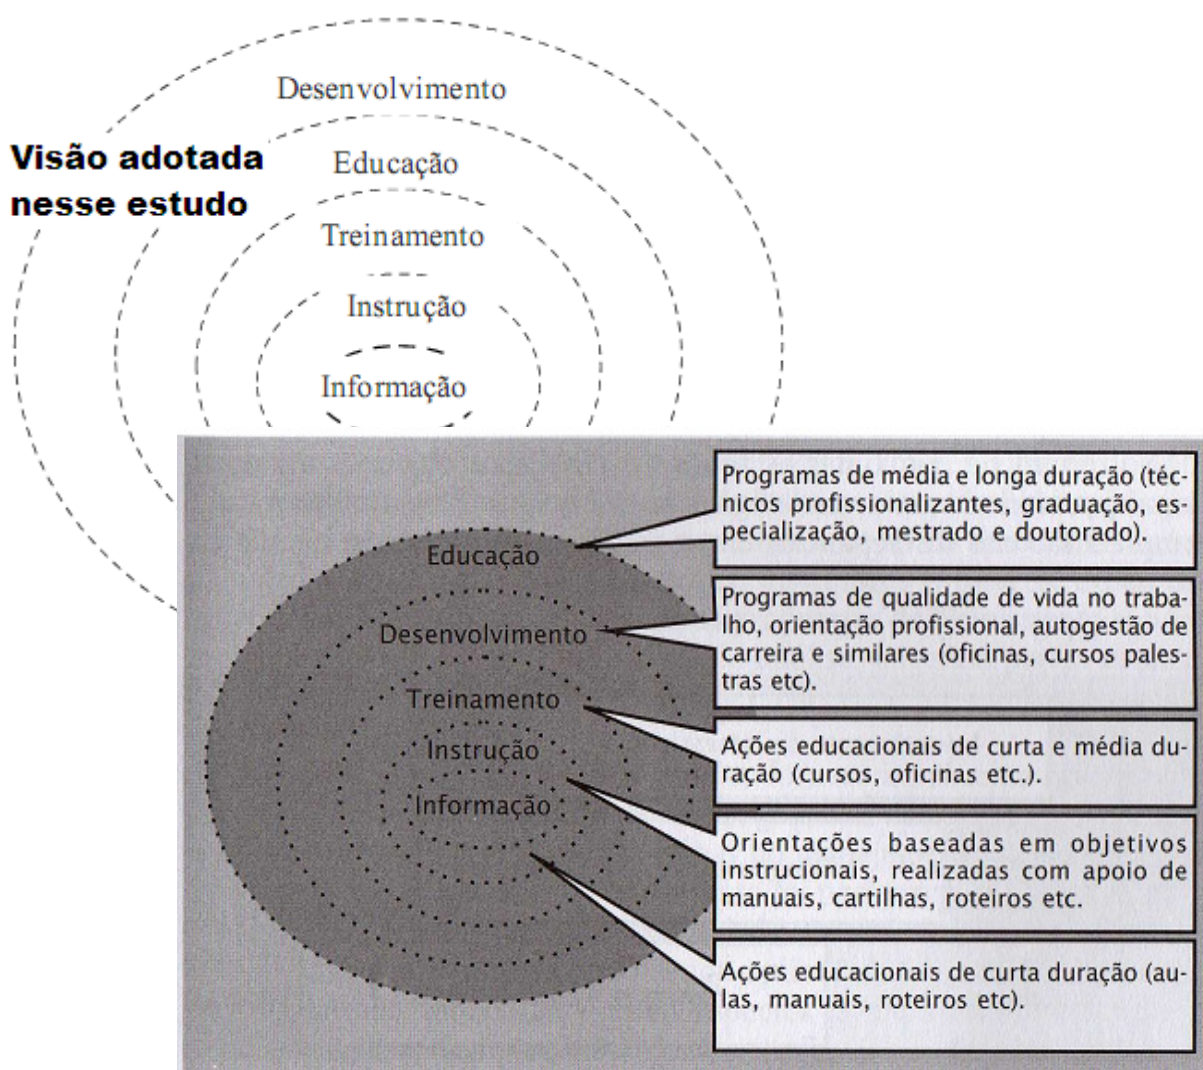 Desenvolvimento
Visão adotada
nesse estudo
Educação
Treinamento
Instrução
Informação
Educação
Desenvolvimento
Treinamento
Instrução
Informação
Programas de média e longa duração (téc-
nicos profissionalizantes, graduação, es-
pecialização, mestrado e doutorado).
Programas de qualidade de vida no traba-
lho, orientação profissional, autogestão de
carreira e similares (oficinas, cursos pales-
tras etc).
Ações educacionais de curta e média du-
ração (cursos, oficinas etc.).
Orientações baseadas em objetivos
instrucionais, realizadas com apoio de
manuais, cartilhas, roteiros etc.
Ações educacionais de curta duração (au-
las, manuais, roteiros etc).